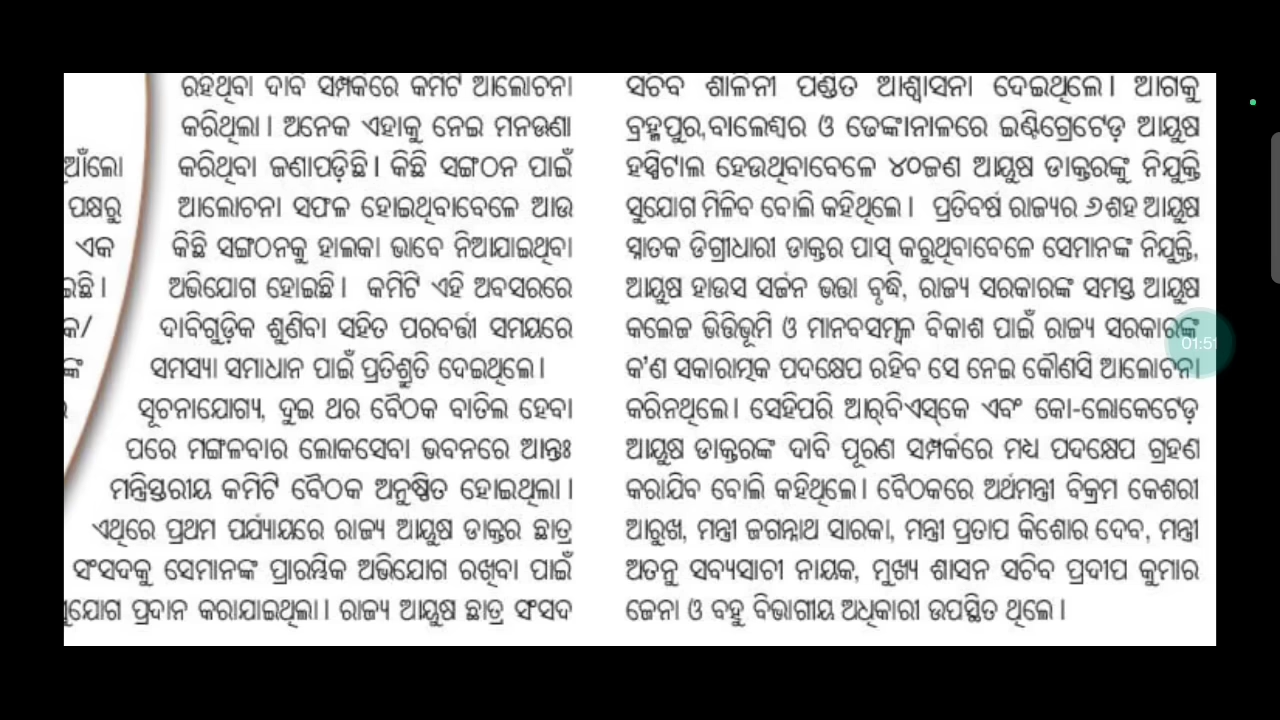 ଆଁଲୋ
ପକ୍ଷରୁ
ଏକ
ଇଛି ।
କ/
ଙ୍କ
ରହିଥିବା ଦାବି ସମ୍ପର୍କରେ କମିଟି ଆଲୋଚନା
କରିଥିଲା । ଅନେକ ଏହାକୁ ନେଇ ମନଊଣା
କରିଥିବା ଜଣାପଡ଼ିଛି । କିଛି ସଙ୍ଗଠନ ପାଇଁ
ଆଲୋଚନା ସଫଳ ହୋଇଥିବାବେଳେ ଆଉ
କିଛି ସଙ୍ଗଠନକୁ ହାଲକା ଭାବେ ନିଆଯାଇଥିବା
ଅଭିଯୋଗ ହୋଇଛି । କମିଟି ଏହି ଅବସରରେ
ଦାବିଗୁଡ଼ିକ ଶୁଣିବା ସହିତ ପରବର୍ତ୍ତୀ ସମୟରେ
ସମସ୍ୟା ସମାଧାନ ପାଇଁ ପ୍ରତିଶ୍ରୁତି ଦେଇଥିଲେ ।
ସୂଚନାଯୋଗ୍ୟ, ଦୁଇ ଥର ବୈଠକ ବାତିଲ ହେବା
ପରେ ମଙ୍ଗଳବାର ଲୋକସେବା ଭବନରେ ଆନ୍ତଃ
ମନ୍ତ୍ରିସ୍ତରୀୟ କମିଟି ବୈଠକ ଅନୁଷ୍ଠିତ ହୋଇଥିଲା ।
ଏଥିରେ ପ୍ରଥମ ପର୍ଯ୍ୟାୟରେ ରାଜ୍ୟ ଆୟୁଷ ଡାକ୍ତର ଛାତ୍ର
ସଂସଦକୁ ସେମାନଙ୍କ ପ୍ରାରମ୍ଭିକ ଅଭିଯୋଗ ରଖିବା ପାଇଁ
ସୁଯୋଗ ପ୍ରଦାନ କରାଯାଇଥିଲା । ରାଜ୍ୟ ଆୟୁଷ ଛାତ୍ର ସଂସଦ
ସଚିବ ଶାଳିନୀ ପଣ୍ଡିତ ଆଶ୍ୱାସନା ଦେଇଥିଲେ । ଆଗକୁ
ବ୍ରହ୍ମପୁର,ବାଲେଶ୍ୱର ଓ ଢେଙ୍କାନାଳରେ ଇଣ୍ଟିଗ୍ରେଟେଡ଼ ଆୟୁଷ
ହସ୍ପିଟାଲ ହେଉଥିବାବେଳେ ୪୦ଜଣ ଆୟୁଷ ଡାକ୍ତରଙ୍କୁ ନିଯୁକ୍ତି
ସୁଯୋଗ ମିଳିବ ବୋଲି କହିଥିଲେ । ପ୍ରତିବର୍ଷ ରାଜ୍ୟର ୬ଶହ ଆୟୁଷ
ସ୍ନାତକ ଡିଗ୍ରୀଧାରୀ ଡାକ୍ତର ପାସ୍ କରୁଥିବାବେଳେ ସେମାନଙ୍କ ନିଯୁକ୍ତି,
ଆୟୁଷ ହାଉସ ସର୍ଜନ ଭତ୍ତା ବୃଦ୍ଧି, ରାଜ୍ୟ ସରକାରଙ୍କ ସମସ୍ତ ଆୟୁଷ
କଲେଜ ଭିତ୍ତିଭୂମି ଓ ମାନବସମ୍ବଳ ବିକାଶ ପାଇଁ ରାଜ୍ୟ ସରକାରଙ୍କ
କ'ଣ ସକାରାତ୍ମକ ପଦକ୍ଷେପ ରହିବ ସେ ନେଇ କୌଣସି ଆଲୋଚନା
କରିନଥିଲେ । ସେହିପରି ଆର୍‌ବିଏସ୍‌କେ ଏବଂ କୋ-ଲୋକେଟେଡ଼
ଆୟୁଷ ଡାକ୍ତରଙ୍କ ଦାବି ପୂରଣ ସମ୍ପର୍କରେ ମଧ୍ୟ ପଦକ୍ଷେପ ଗ୍ରହଣ
କରାଯିବ ବୋଲି କହିଥିଲେ । ବୈଠକରେ ଅର୍ଥମନ୍ତ୍ରୀ ବିକ୍ରମ କେଶରୀ
ଆରୁଖ, ମନ୍ତ୍ରୀ ଜଗନ୍ନାଥ ସାରକା, ମନ୍ତ୍ରୀ ପ୍ରତାପ କିଶୋର ଦେବ, ମନ୍ତ୍ରୀ
ଅତନୁ ସବ୍ୟସାଚୀ ନାୟକ, ମୁଖ୍ୟ ଶାସନ ସଚିବ ପ୍ରଦୀପ କୁମାର
ଜେନା ଓ ବହୁ ବିଭାଗୀୟ ଅଧିକାରୀ ଉପସ୍ଥିତ ଥିଲେ ।
01:51